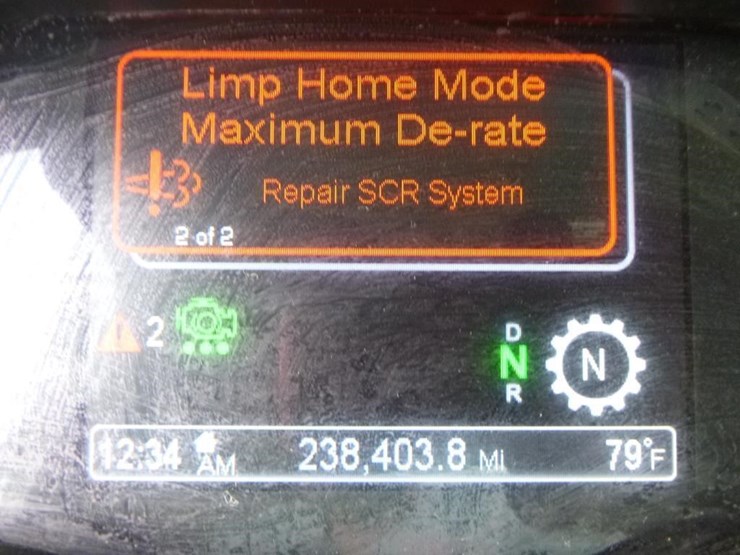 Limp Home Mode
Maximum De-rate
Repair SCR System
2 of 2
2
D
N
R
N
12:34 AM
238,403.8 MI
79°F